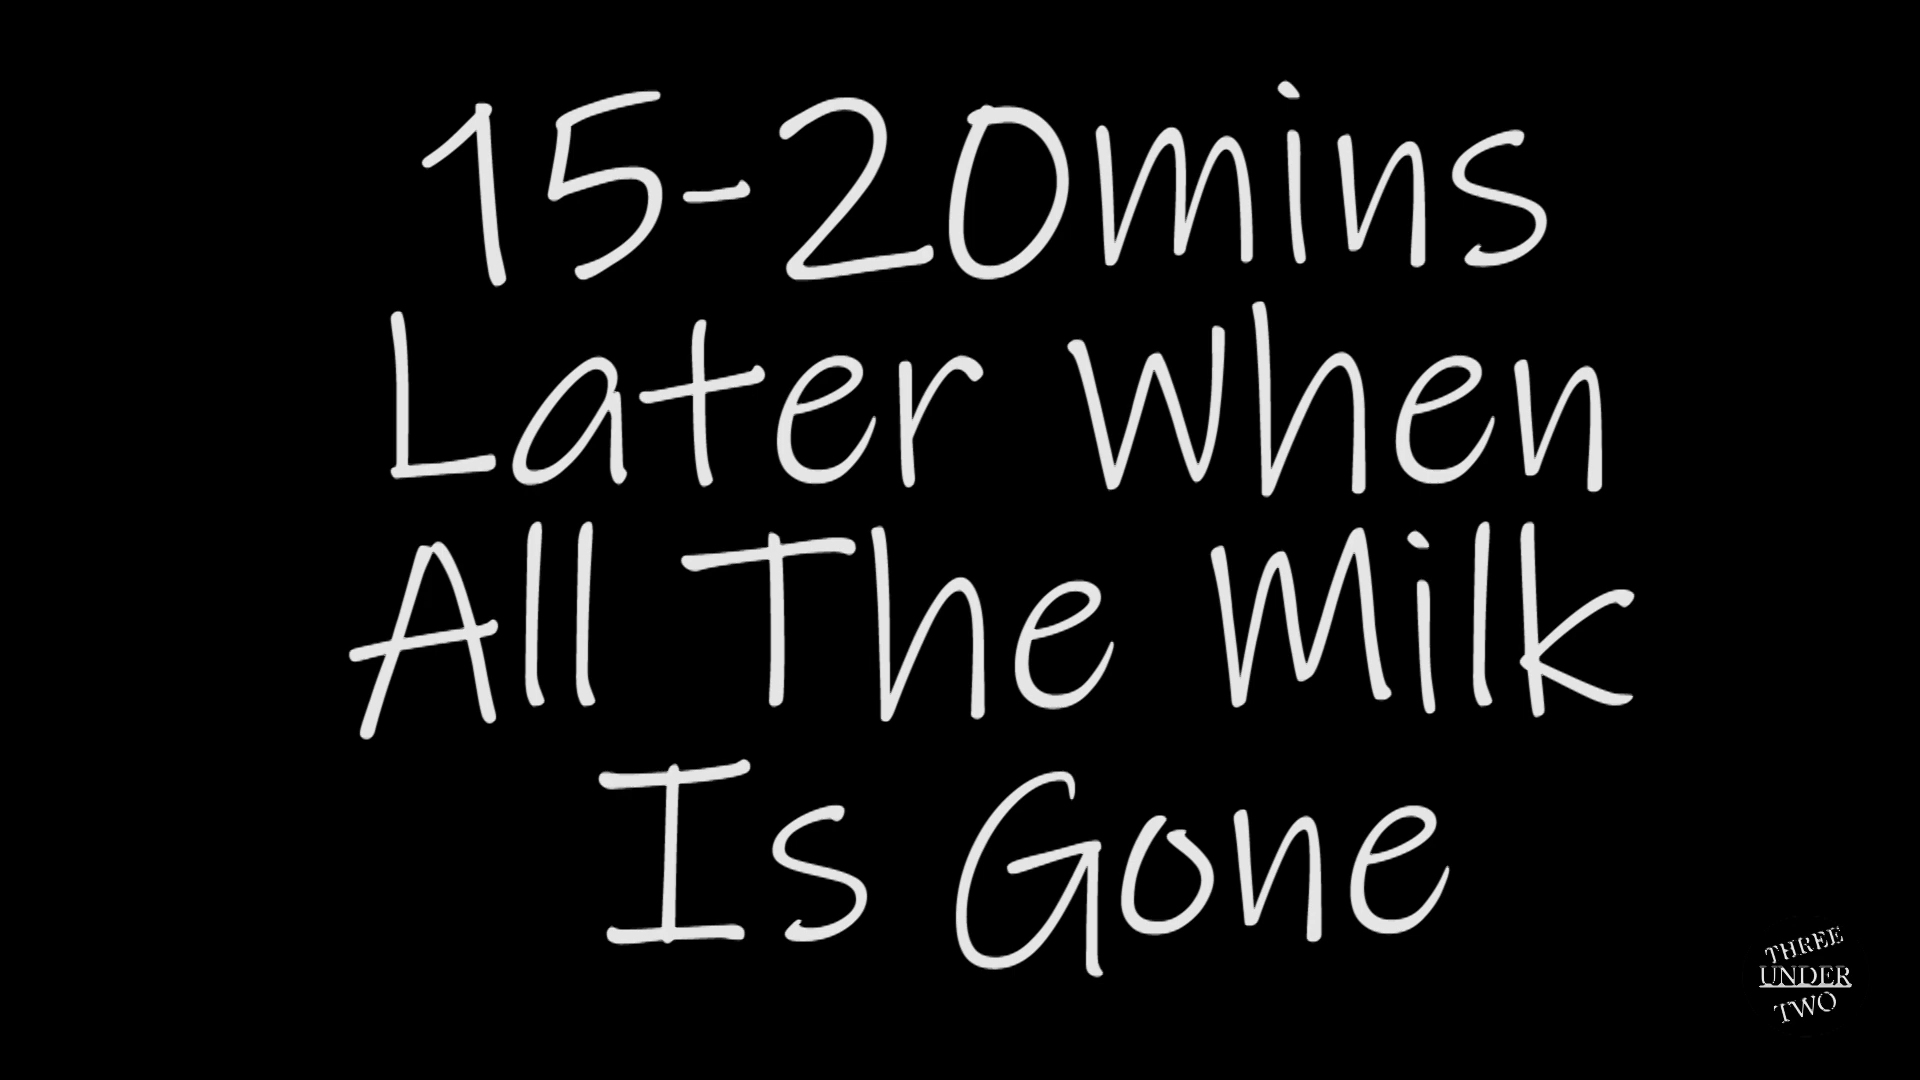 15-20mins
Later When
All The Milk
Is Gone
THREE
UNDER
TWO